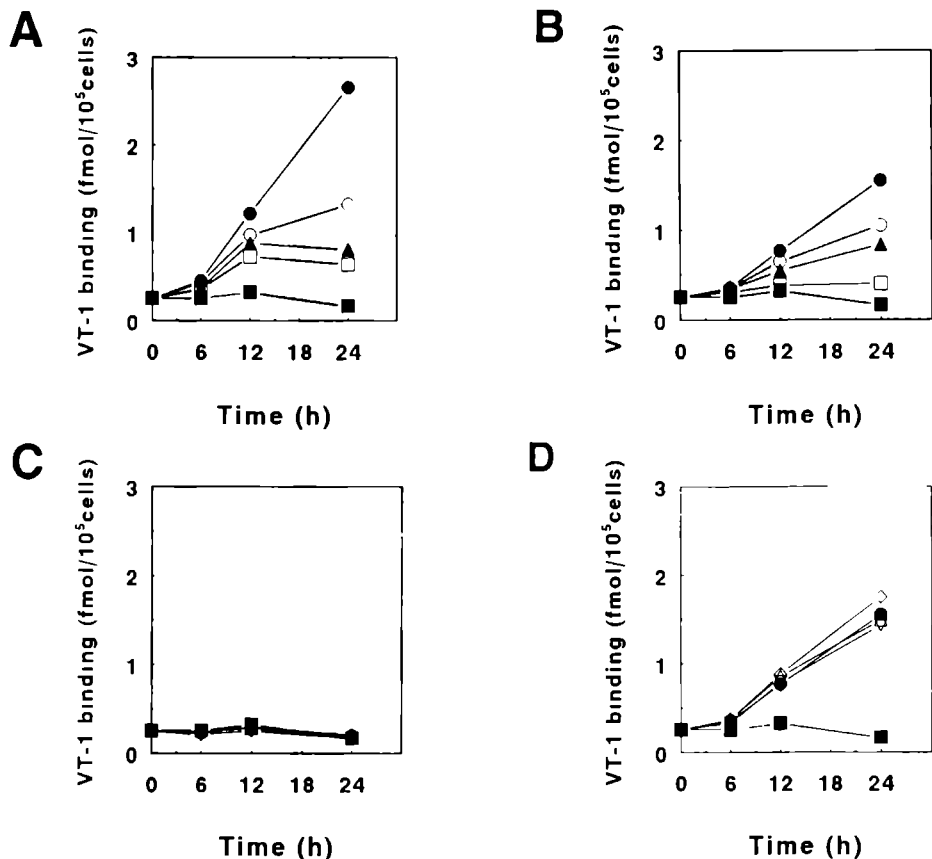 A
VT-1 binding (fmol/10⁵cells)
3
2
1
0
0 6 12 18 24
Time (h)
B
VT-1 binding (fmol/10⁵cells)
3
2
1
0
0 6 12 18 24
Time (h)
C
VT-1 binding (fmol/10⁵cells)
3
2
1
0
0 6 12 18 24
Time (h)
D
VT-1 binding (fmol/10⁵cells)
3
2
1
0
0 6 12 18 24
Time (h)